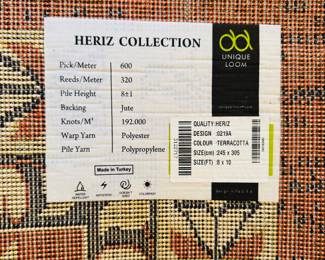 HERIZ COLLECTION
UNIQUE
LOOM
Pick/Meter 600
Reeds/Meter 320
Pile Height 8±1
Backing Jute
Knots/M² 192.000
Warp Yarn Polyester
Pile Yarn Polypropylene
QUALITY:HERIZ
DESIGN :0219A
COLOUR :TERRACOTTA
SIZE(cm) :245 x 305
SIZE(FT) :8 x 10
Made in Turkey